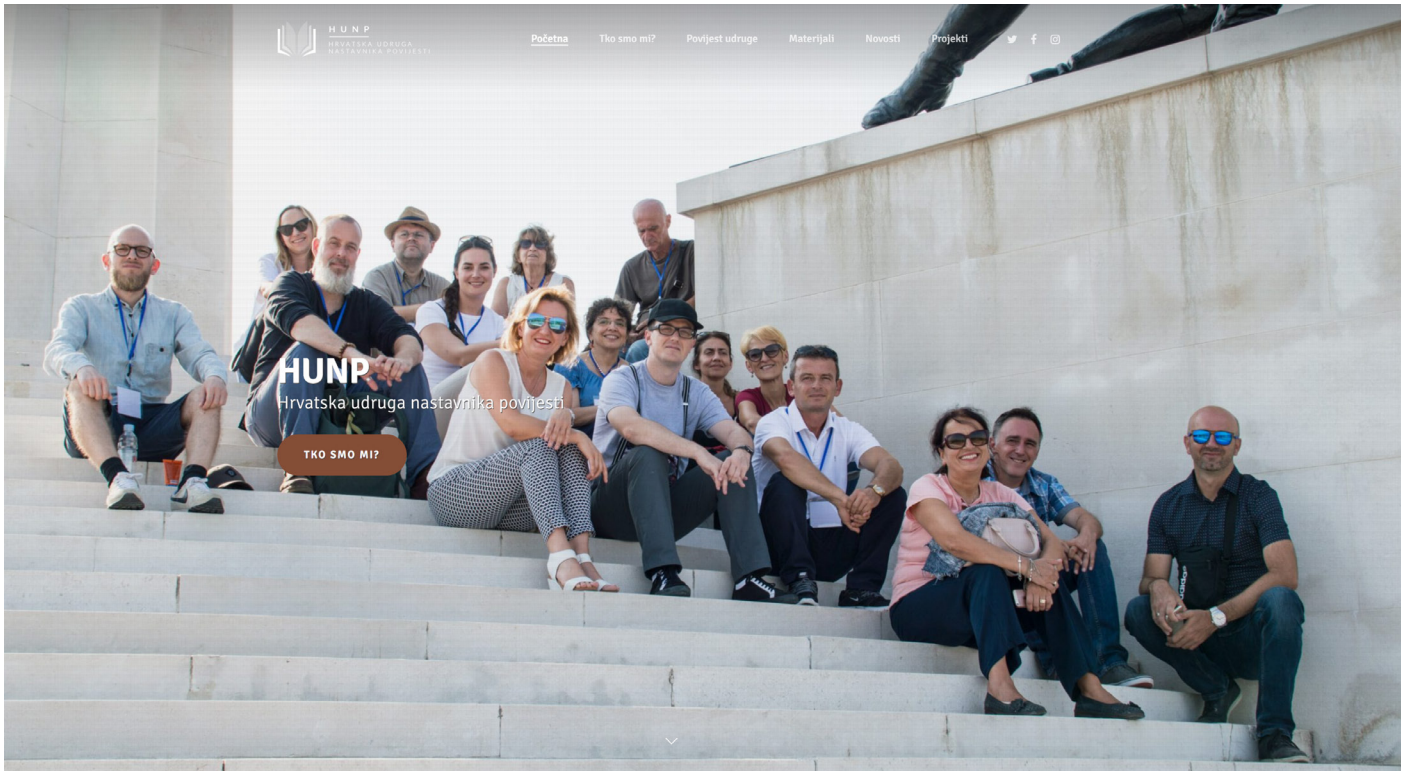 HUNP
HRVATSKA UDRUGA
NASTAVNIKA POVIJESTI
Početna
Tko smo mi?
Povijest udruge
Materijali
Novosti
Projekti
HUNP
Hrvatska udruga nastavnika povijesti
TKO SMO MI?
adidas